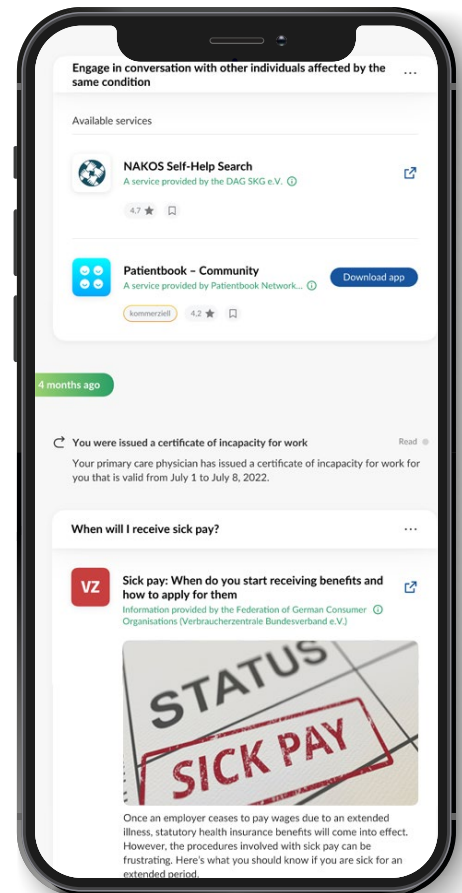 Engage in conversation with other individuals affected by the
same condition
Available services
NAKOS Self-Help Search
A service provided by the DAG SKG e.V.
4.7
Patientbook – Community
A service provided by Patientbook Network...
Download app
kommerziell
4.2
4 months ago
You were issued a certificate of incapacity for work
Read
Your primary care physician has issued a certificate of incapacity for work for
you that is valid from July 1 to July 8, 2022.
When will I receive sick pay?
VZ
Sick pay: When do you start receiving benefits and
how to apply for them
Information provided by the Federation of German Consumer
Organisations (Verbraucherzentrale Bundesverband e.V.)
STATUS
SICK PAY
Once an employer ceases to pay wages due to an extended
illness, statutory health insurance benefits will come into effect.
However, the procedures involved with sick pay can be
frustrating. Here's what you should know if you are sick for an
extended period.